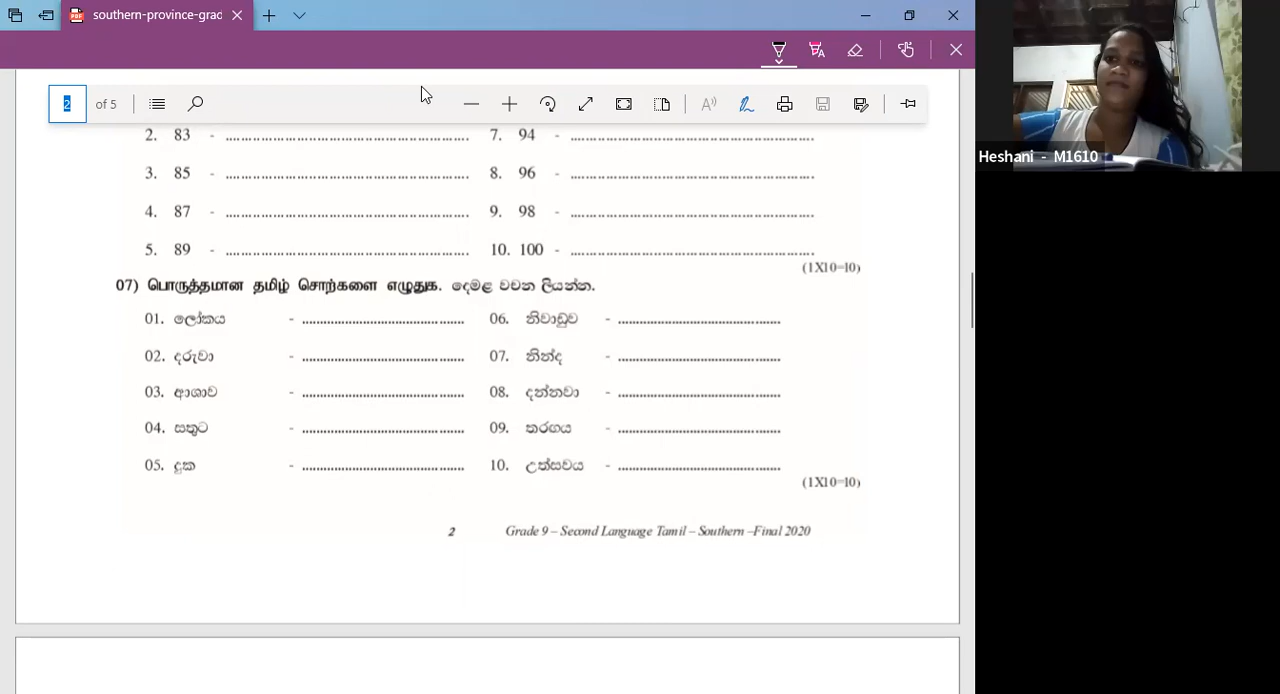 southern-province-grad
2 of 5
2. 83 - ........................................ 7. 94 - ........................................
3. 85 - ........................................ 8. 96 - ........................................
4. 87 - ........................................ 9. 98 - ........................................
5. 89 - ........................................ 10. 100 - ........................................
(1X10=10)
07) பொருத்தமான தமிழ் சொற்களை எழுதுக. දෙමළ වචන ලියන්න.
01. ලෝකය - ........................................ 06. නිවාඩුව - ........................................
02. දරුවා - ........................................ 07. නින්ද - ........................................
03. ආශාව - ........................................ 08. දන්නවා - ........................................
04. සතුට - ........................................ 09. තරඟය - ........................................
05. දුක - ........................................ 10. උත්සවය - ........................................
(1X10=10)
2 Grade 9 – Second Language Tamil – Southern –Final 2020
Heshani - M1610